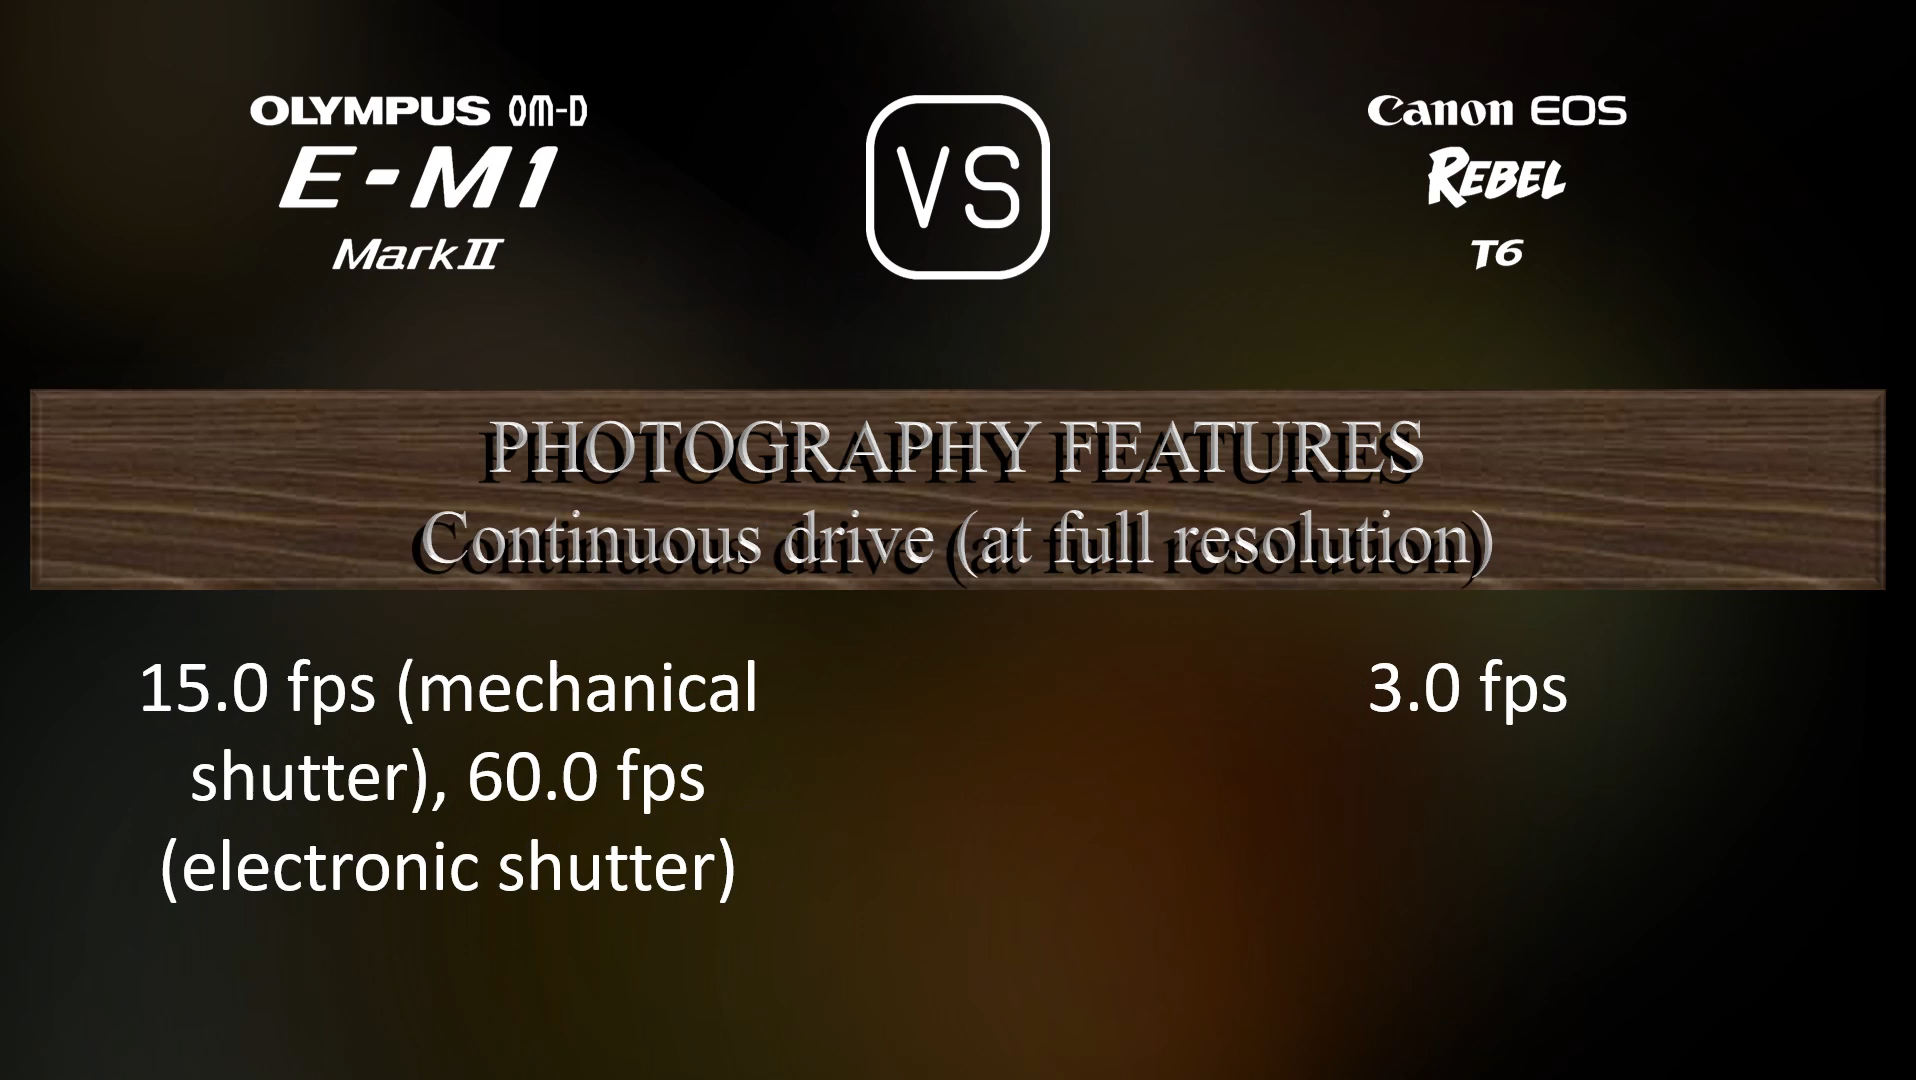 OLYMPUS OM-D
E-M1
Mark II
VS
Canon EOS
REBEL
T6
PHOTOGRAPHY FEATURES
Continuous drive (at full resolution)
15.0 fps (mechanical
shutter), 60.0 fps
(electronic shutter)
3.0 fps